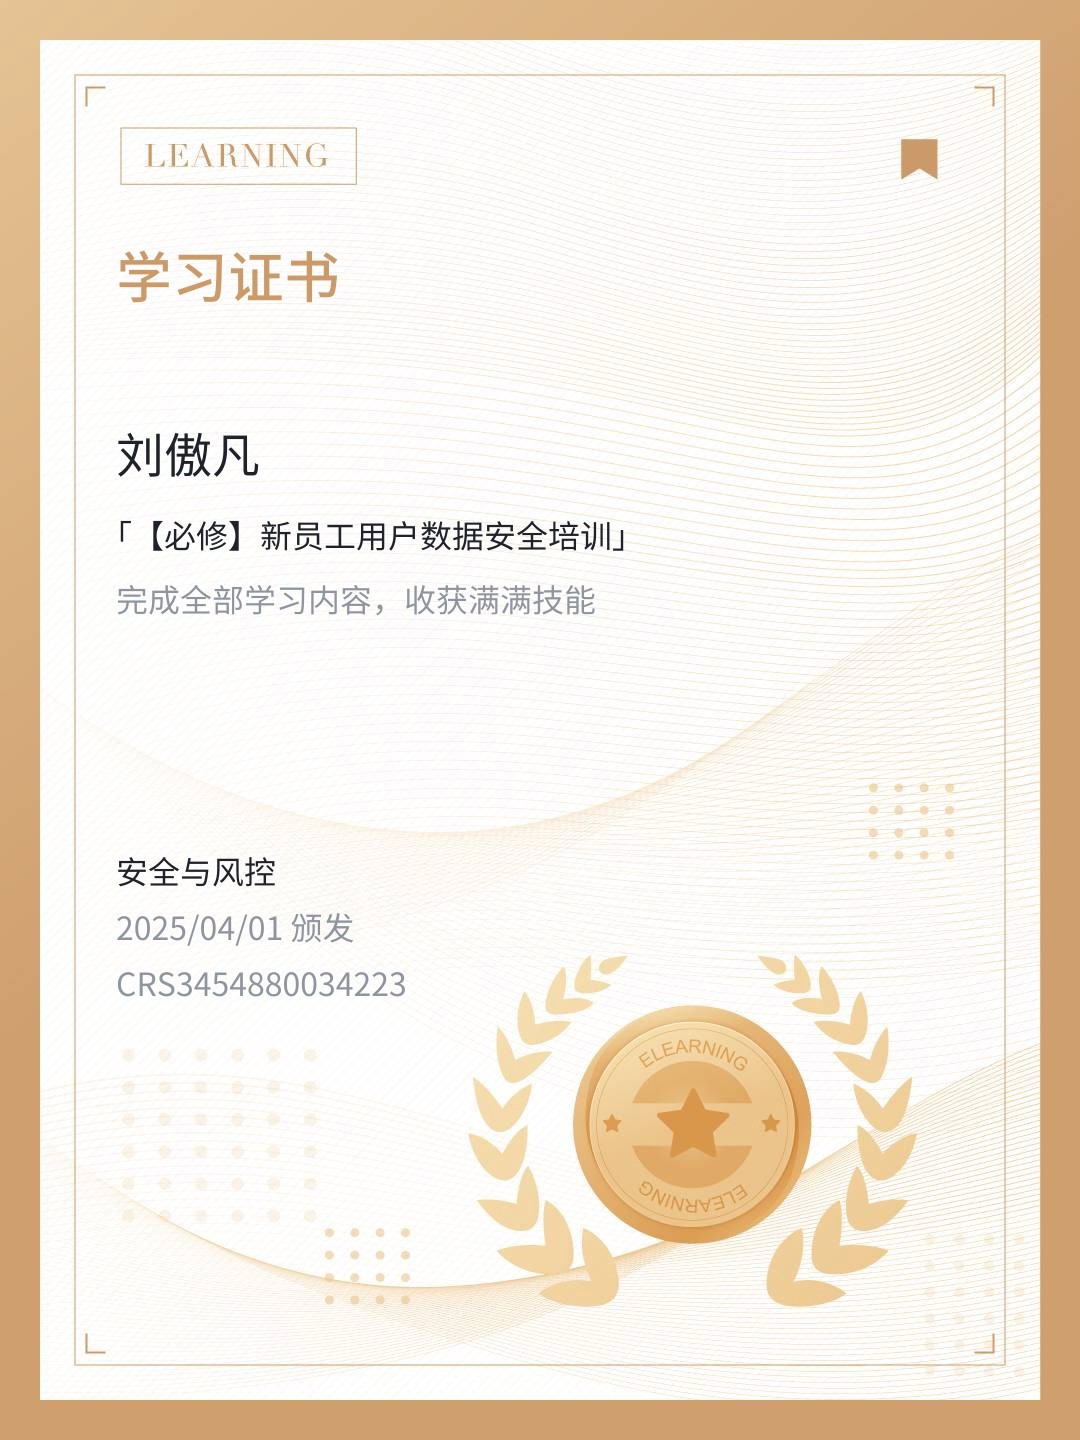 LEARNING
学习证书
刘傲凡
「【必修】新员工用户数据安全培训」
完成全部学习内容，收获满满技能
安全与风控
2025/04/01 颁发
CRS3454880034223
ELEARNING
ELEARNING